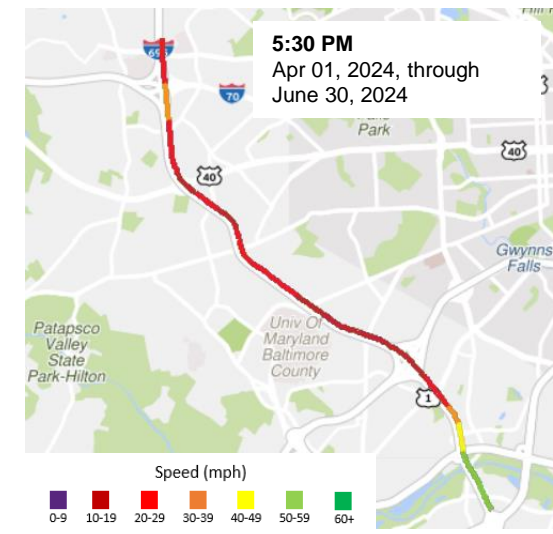 5:30 PM
Apr 01, 2024, through
June 30, 2024
695
70
Park
40
40
Gwynns
Falls
Patapsco
Valley
State
Park-Hilton
Univ Of
Maryland
Baltimore
County
1
Speed (mph)
0-9 10-19 20-29 30-39 40-49 50-59 60+